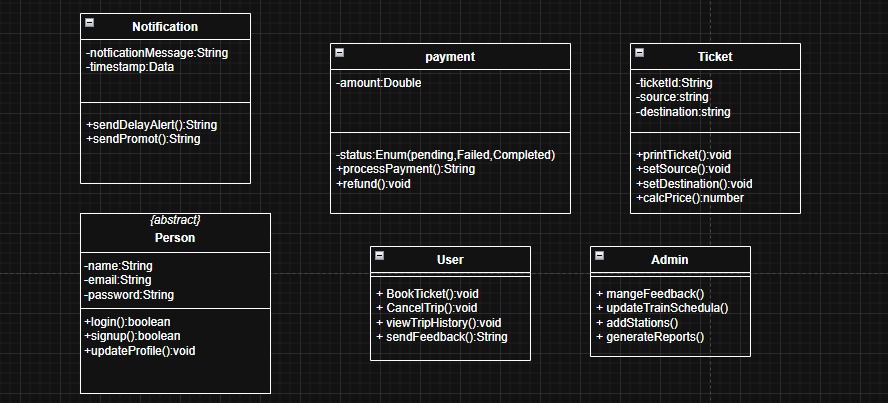 Notification
-notficationMessage:String
-timestamp:Data
+sendDelayAlert():String
+sendPromot():String
payment
-amount:Double
-status:Enum(pending,Failed,Completed)
+processPayment():String
+refund():void
Ticket
-ticketId:String
-source:string
-destination:string
+printTicket():void
+setSource():void
+setDestination():void
+calcPrice():number
{abstract}
Person
-name:String
-email:String
-password:String
+login():boolean
+signup():boolean
+updateProfile():void
User
+ BookTicket():void
+ CancelTrip():void
+ viewTripHistory():void
+ sendFeedback():String
Admin
+ mangeFeedback()
+ updateTrainSchedula()
+ addStations()
+ generateReports()